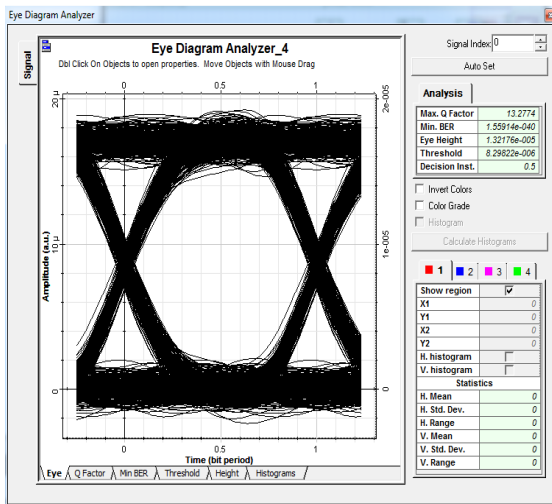 Eye Diagram Analyzer
Signal
Eye Diagram Analyzer_4
Dbl Click On Objects to open properties. Move Objects with Mouse Drag
0 0.5 1
20 µ
10 µ
0
Amplitude (a.u.)
2e-005
1e-005
0
0 0.5 1
Time (bit period)
Eye Q Factor Min BER Threshold Height Histograms
Signal Index: 0
Auto Set
Analysis
Max. Q Factor 13.2774
Min. BER 1.55914e-040
Eye Height 1.32176e-005
Threshold 8.29822e-006
Decision Inst. 0.5
Invert Colors
Color Grade
Histogram
Calculate Histograms
1 2 3 4
Show region
X1 0
Y1 0
X2 0
Y2 0
H. histogram
V. histogram
Statistics
H. Mean 0
H. Std. Dev. 0
H. Range 0
V. Mean 0
V. Std. Dev. 0
V. Range 0